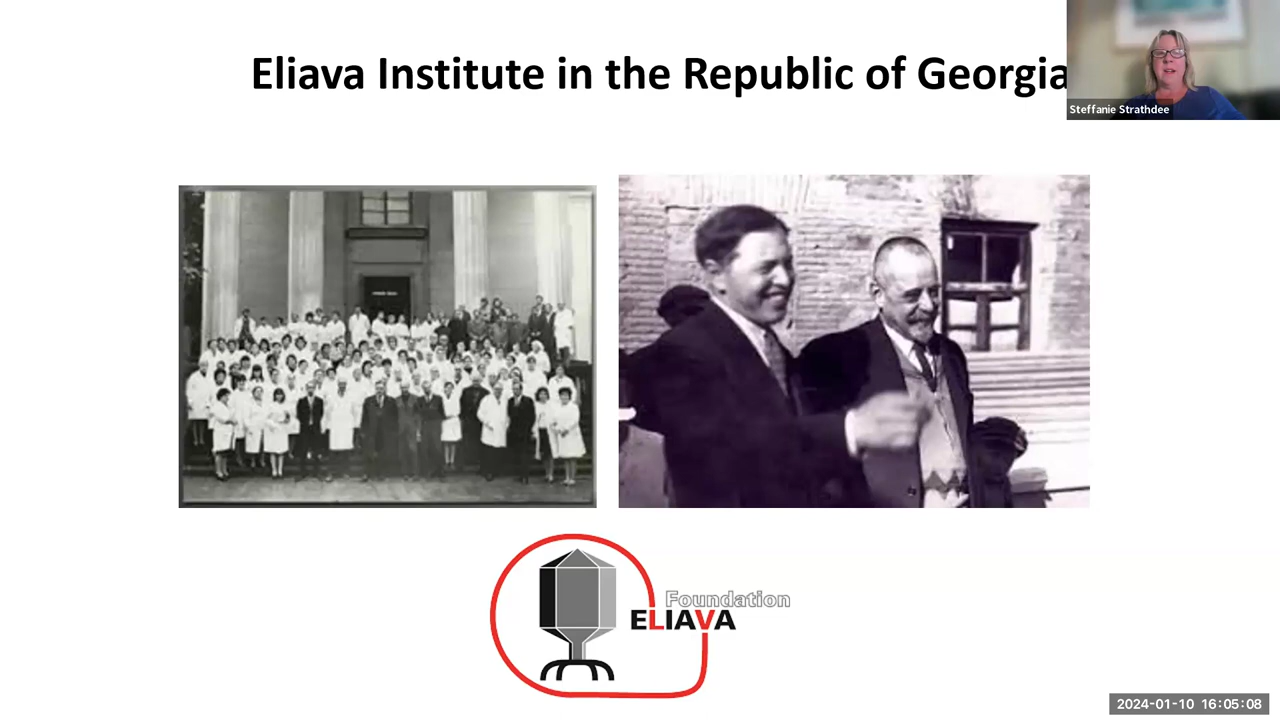 Eliava Institute in the Republic of Georgia
Steffanie Strathdee
Foundation
ELIAVA
2024-01-10 16:05:08